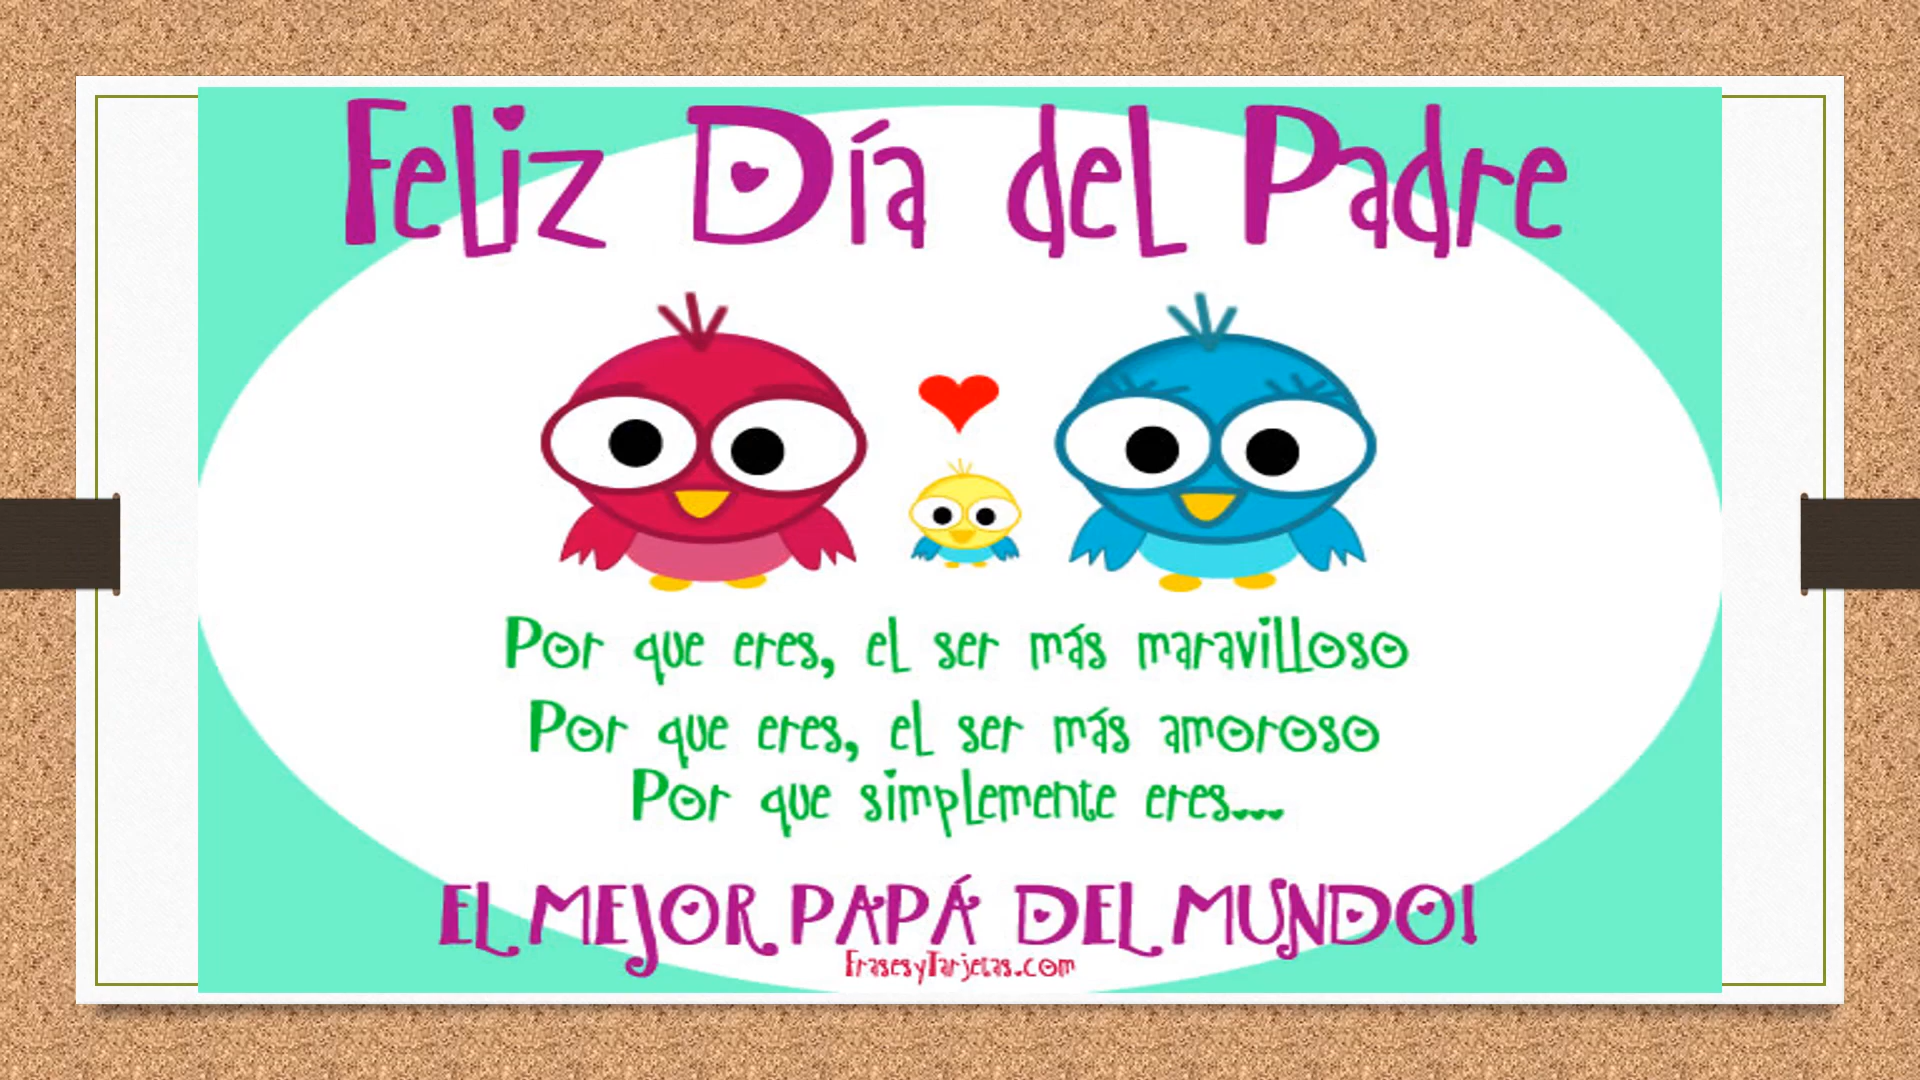 Feliz Día del Padre
Por que eres, el ser más maravilloso
Por que eres, el ser más amoroso
Por que simplemente eres...
EL MEJOR PAPÁ DEL MUNDO!
FrasesyTarjetas.com